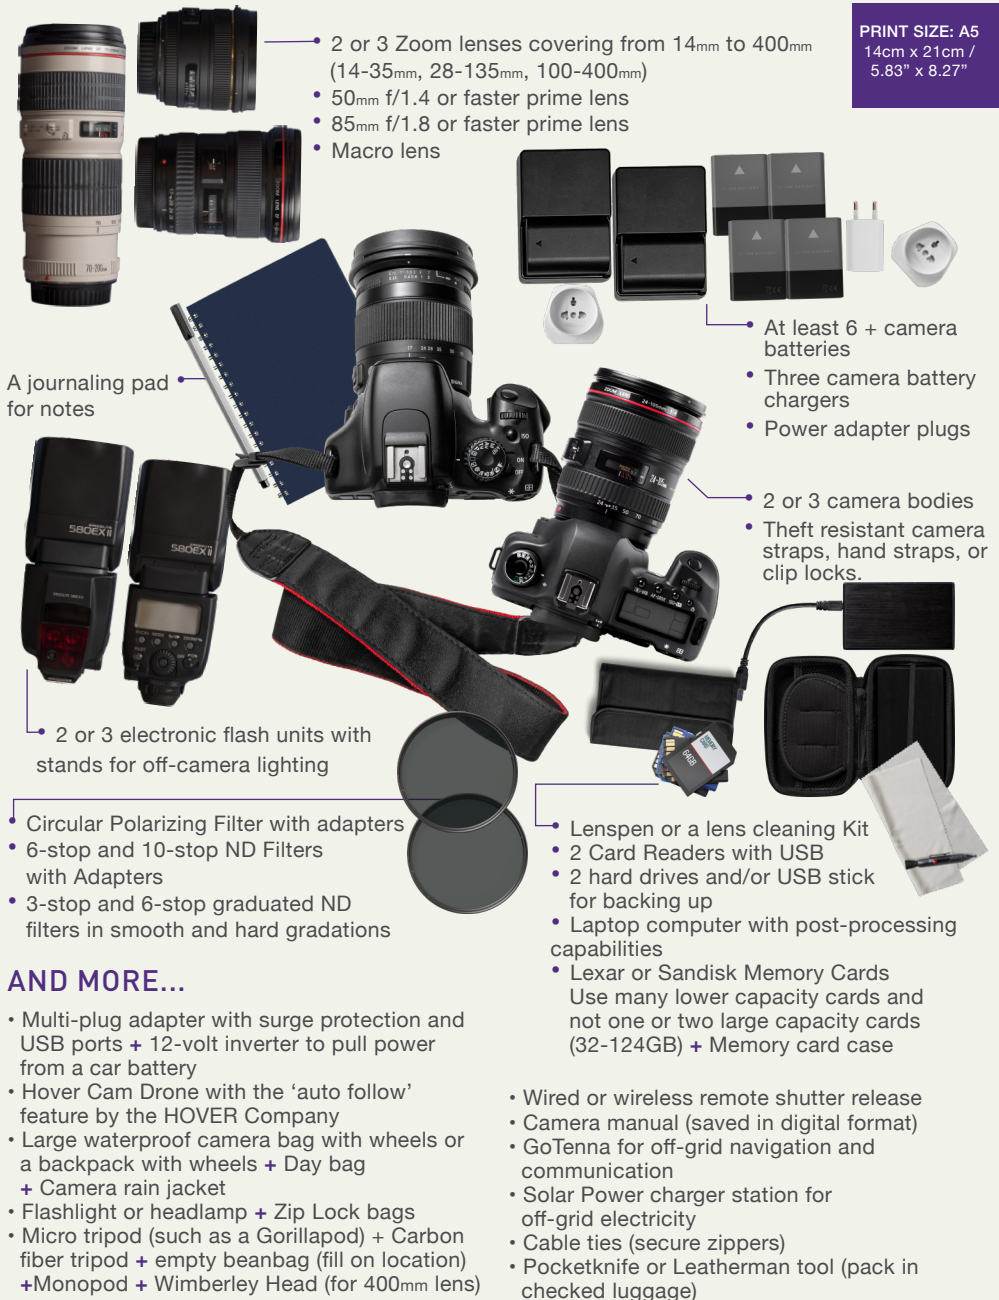 PRINT SIZE: A5
14cm x 21cm /
5.83” x 8.27”
• 2 or 3 Zoom lenses covering from 14mm to 400mm
(14-35mm, 28-135mm, 100-400mm)
• 50mm f/1.4 or faster prime lens
• 85mm f/1.8 or faster prime lens
• Macro lens
• At least 6 + camera
batteries
• Three camera battery
chargers
• Power adapter plugs
A journaling pad
for notes
• 2 or 3 camera bodies
• Theft resistant camera
straps, hand straps, or
clip locks.
580EX II
580EX II
70-200mm
MEMORY
CARD
64GB
• 2 or 3 electronic flash units with
stands for off-camera lighting
• Circular Polarizing Filter with adapters
• 6-stop and 10-stop ND Filters
with Adapters
• 3-stop and 6-stop graduated ND
filters in smooth and hard gradations
• Lenspen or a lens cleaning Kit
• 2 Card Readers with USB
• 2 hard drives and/or USB stick
for backing up
• Laptop computer with post-processing
capabilities
• Lexar or Sandisk Memory Cards
Use many lower capacity cards and
not one or two large capacity cards
(32-124GB) + Memory card case
AND MORE...
• Multi-plug adapter with surge protection and
USB ports + 12-volt inverter to pull power
from a car battery
• Hover Cam Drone with the ‘auto follow’
feature by the HOVER Company
• Large waterproof camera bag with wheels or
a backpack with wheels + Day bag
+ Camera rain jacket
• Flashlight or headlamp + Zip Lock bags
• Micro tripod (such as a Gorillapod) + Carbon
fiber tripod + empty beanbag (fill on location)
+Monopod + Wimberley Head (for 400mm lens)
• Wired or wireless remote shutter release
• Camera manual (saved in digital format)
• GoTenna for off-grid navigation and
communication
• Solar Power charger station for
off-grid electricity
• Cable ties (secure zippers)
• Pocketknife or Leatherman tool (pack in
checked luggage)